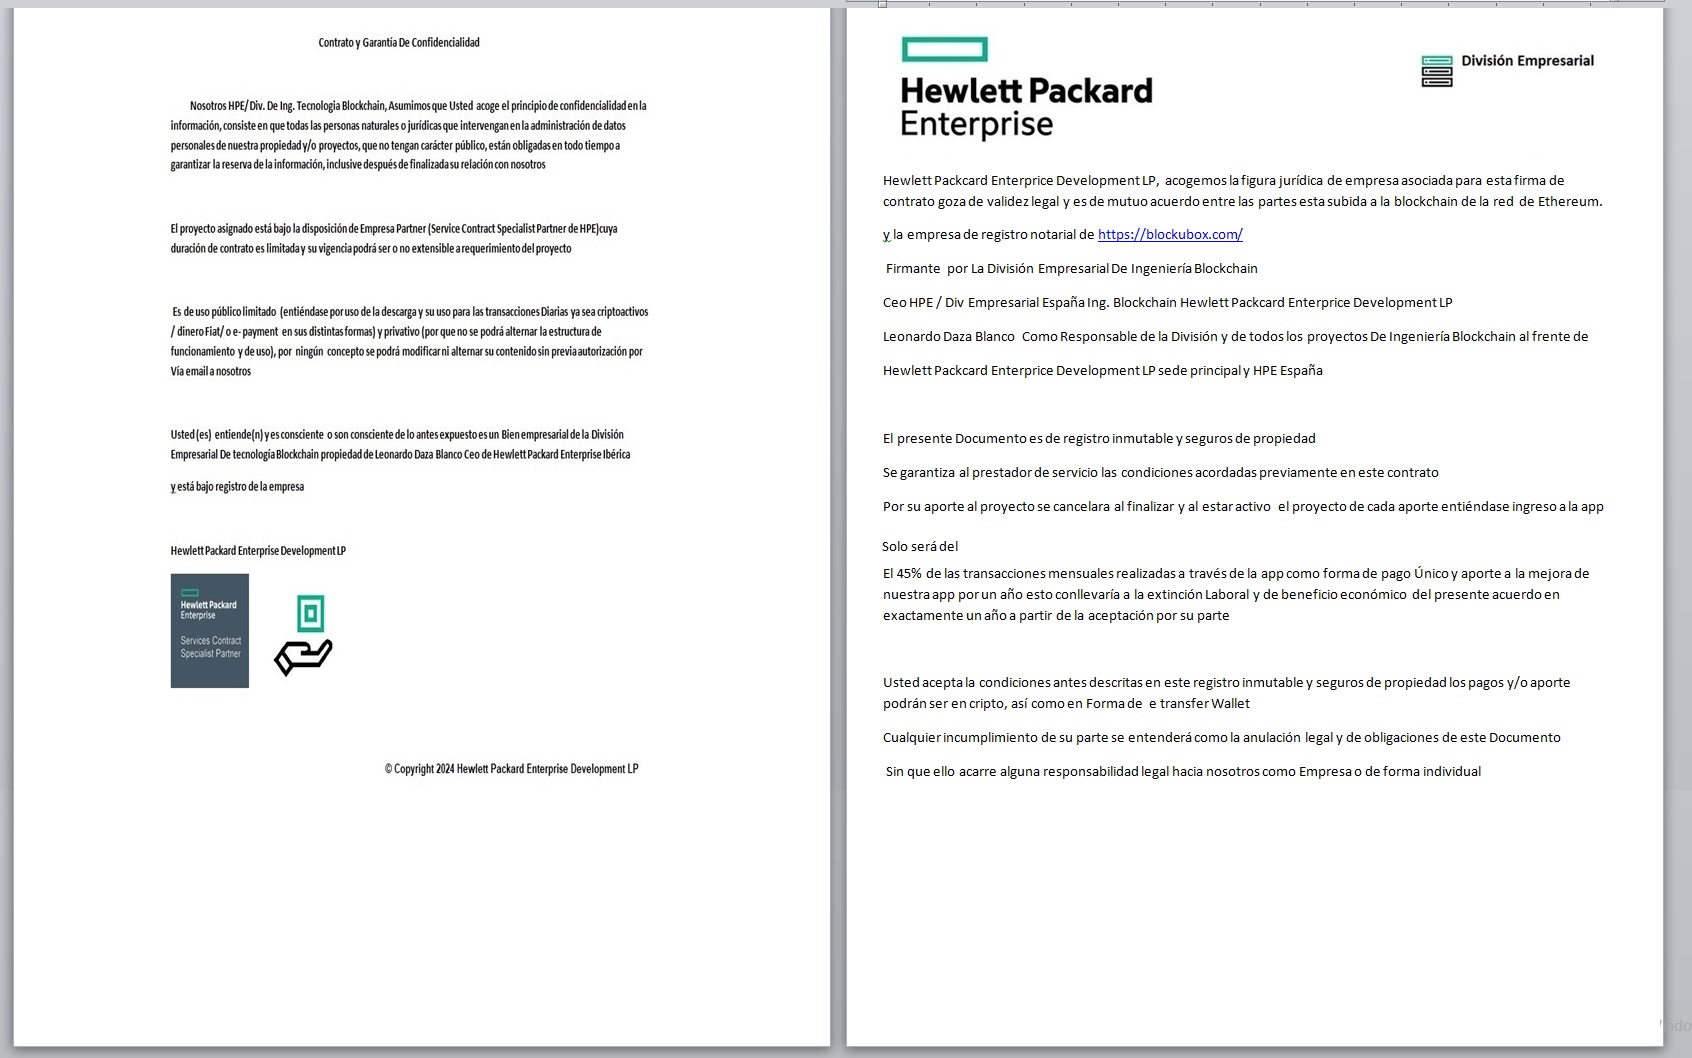 Contrato y Garantía De Confidencialidad
Nosotros HPE/ Div. De Ing. Tecnologia Blockchain, Asumimos que Usted acoge el principio de confidencialidad en la
información, consiste en que todas las personas naturales o jurídicas que intervengan en la administración de datos
personales de nuestra propiedad y/o proyectos, que no tengan carácter público, están obligadas en todo tiempo a
garantizar la reserva de la información, inclusive después de finalizada su relación con nosotros
El proyecto asignado está bajo la disposición de Empresa Partner (Service Contract Specialist Partner de HPE)cuya
duración de contrato es limitada y su vigencia podrá ser o no extensible a requerimiento del proyecto
Es de uso público limitado (entiéndase por uso de la descarga y su uso para las transacciones Diarias ya sea criptoactivos
/ dinero Fiat/ o e- payment en sus distintas formas) y privativo (por que no se podrá alternar la estructura de
funcionamiento y de uso), por ningún concepto se podrá modificar ni alternar su contenido sin previa autorización por
Vía email a nosotros
Usted (es) entiende(n) y es consciente o son consciente de lo antes expuesto es un Bien empresarial de la División
Empresarial De tecnología Blockchain propiedad de Leonardo Daza Blanco Ceo de Hewlett Packard Enterprise Ibérica
y está bajo registro de la empresa
Hewlett Packard Enterprise Development LP
Hewlett Packard
Enterprise
Services Contract
Specialist Partner
© Copyright 2024 Hewlett Packard Enterprise Development LP
Hewlett Packard
Enterprise
División Empresarial
Hewlett Packcard Enterprice Development LP, acogemos la figura jurídica de empresa asociada para esta firma de
contrato goza de validez legal y es de mutuo acuerdo entre las partes esta subida a la blockchain de la red de Ethereum.
y la empresa de registro notarial de https://blockubox.com/
Firmante por La División Empresarial De Ingeniería Blockchain
Ceo HPE / Div Empresarial España Ing. Blockchain Hewlett Packcard Enterprice Development LP
Leonardo Daza Blanco Como Responsable de la División y de todos los proyectos De Ingeniería Blockchain al frente de
Hewlett Packcard Enterprice Development LP sede principal y HPE España
El presente Documento es de registro inmutable y seguros de propiedad
Se garantiza al prestador de servicio las condiciones acordadas previamente en este contrato
Por su aporte al proyecto se cancelara al finalizar y al estar activo el proyecto de cada aporte entiéndase ingreso a la app
Solo será del
El 45% de las transacciones mensuales realizadas a través de la app como forma de pago Único y aporte a la mejora de
nuestra app por un año esto conllevaría a la extinción Laboral y de beneficio económico del presente acuerdo en
exactamente un año a partir de la aceptación por su parte
Usted acepta la condiciones antes descritas en este registro inmutable y seguros de propiedad los pagos y/o aporte
podrán ser en cripto, así como en Forma de e transfer Wallet
Cualquier incumplimiento de su parte se entenderá como la anulación legal y de obligaciones de este Documento
Sin que ello acarre alguna responsabilidad legal hacia nosotros como Empresa o de forma individual